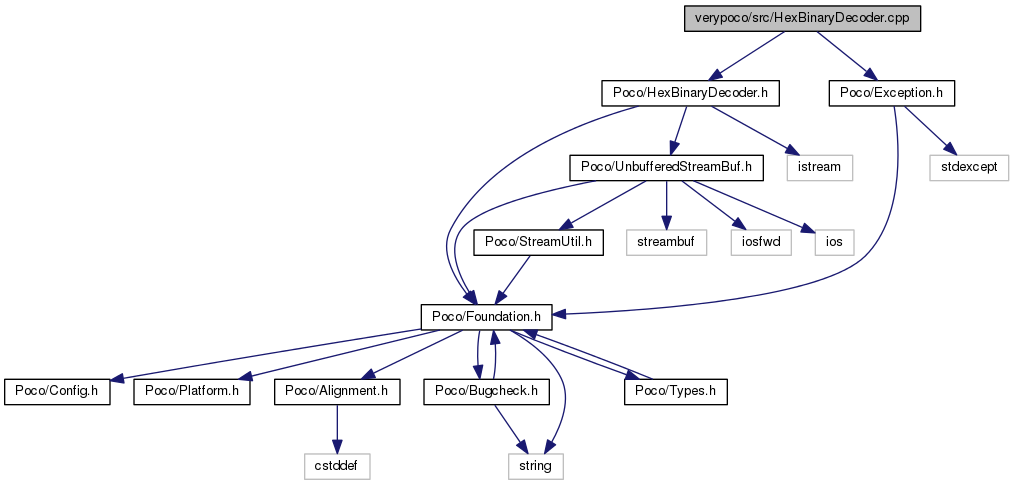 verypoco/src/HexBinaryDecoder.cpp
Poco/HexBinaryDecoder.h
Poco/Exception.h
Poco/UnbufferedStreamBuf.h
istream
stdexcept
Poco/StreamUtil.h
streambuf
iosfwd
ios
Poco/Foundation.h
Poco/Config.h
Poco/Platform.h
Poco/Alignment.h
Poco/Bugcheck.h
Poco/Types.h
cstddef
string